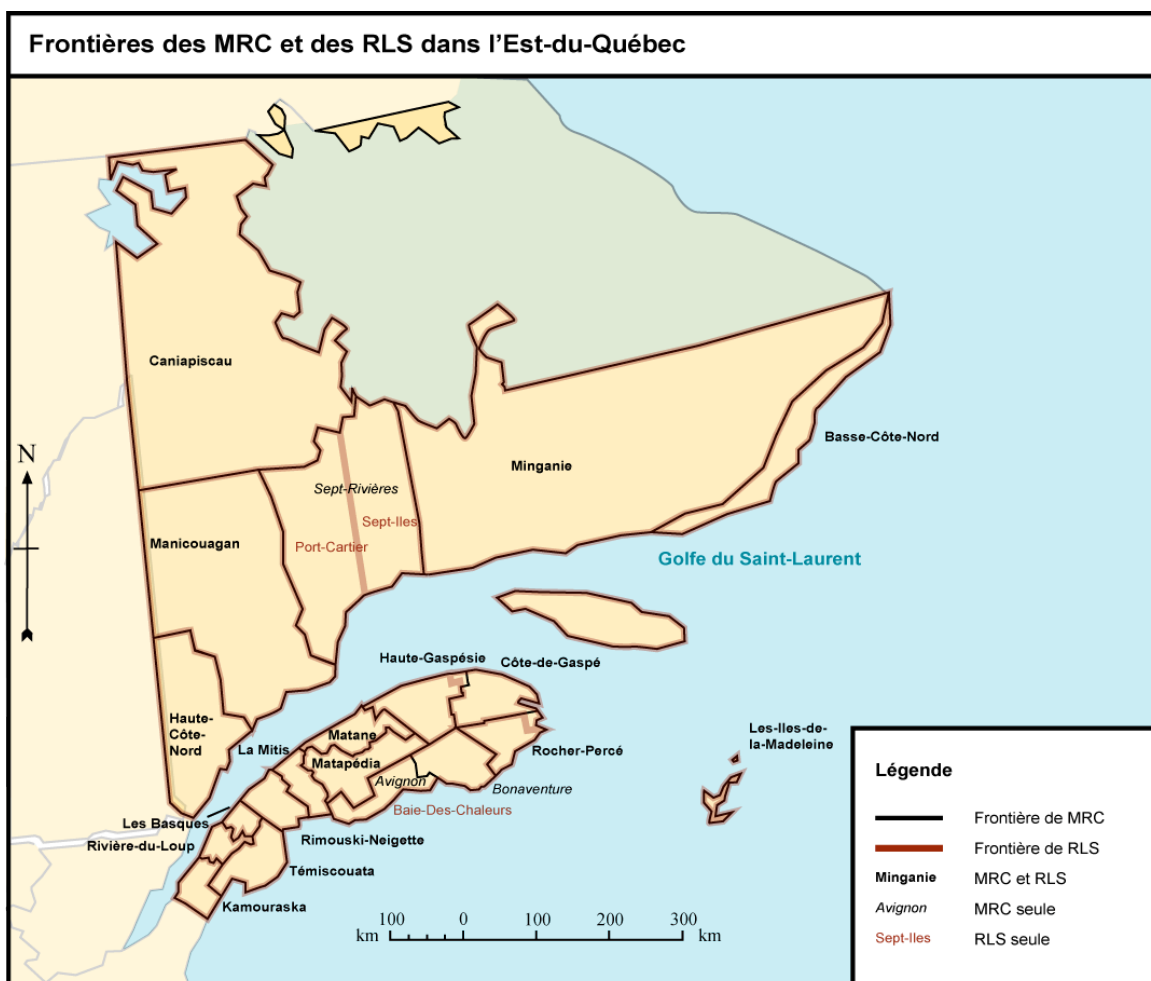 Frontières des MRC et des RLS dans l'Est-du-Québec
Caniapiscau
Basse-Côte-Nord
N
Minganie
Sept-Rivières
Sept-Iles
Port-Cartier
Manicouagan
Golfe du Saint-Laurent
Haute-Gaspésie
Côte-de-Gaspé
Haute-
Côte-
Nord
Les-Iles-de-
la-Madeleine
Matane
La Mitis
Rocher-Percé
Matapédia
Avignon
Bonaventure
Baie-Des-Chaleurs
Les Basques
Rimouski-Neigette
Rivière-du-Loup
Témiscouata
Kamouraska
100 0 100 200 300
km km
Légende
Frontière de MRC
Frontière de RLS
Minganie MRC et RLS
Avignon MRC seule
Sept-Iles RLS seule